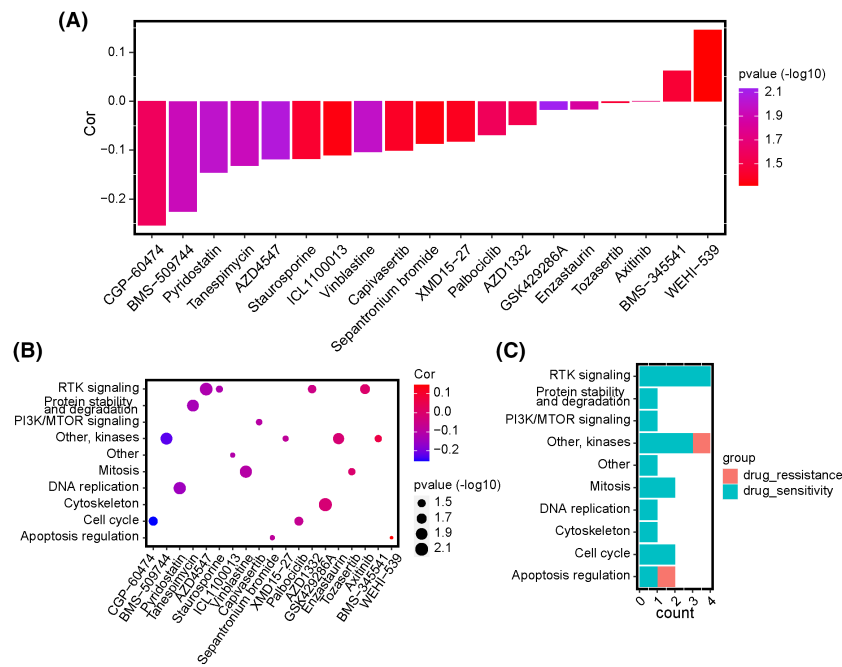 (A)
Cor
0.1
0.0
−0.1
−0.2
CGP−60474
BMS−509744
Pyridostatin
Tanespimycin
AZD4547
Staurosporine
ICL1100013
Vinblastine
Capivasertib
Sepantronium bromide
XMD15−27
Palbociclib
AZD1332
GSK429286A
Enzastaurin
Tozasertib
Axitinib
BMS−345541
WEHI−539
pvalue (-log10)
2.1
1.9
1.7
1.5
(B)
RTK signaling
Protein stability
and degradation
PI3K/MTOR signaling
Other, kinases
Other
Mitosis
DNA replication
Cytoskeleton
Cell cycle
Apoptosis regulation
CGP−60474
BMS−509744
Pyridostatin
Tanespimycin
AZD4547
Staurosporine
ICL1100013
Vinblastine
Capivasertib
Sepantronium bromide
XMD15−27
Palbociclib
AZD1332
GSK429286A
Enzastaurin
Tozasertib
Axitinib
BMS−345541
WEHI−539
Cor
0.1
0.0
−0.1
−0.2
pvalue (-log10)
1.5
1.7
1.9
2.1
(C)
RTK signaling
Protein stability
and degradation
PI3K/MTOR signaling
Other, kinases
Other
Mitosis
DNA replication
Cytoskeleton
Cell cycle
Apoptosis regulation
0 1 2 3 4
count
group
drug_ressistance
drug_sensitivity